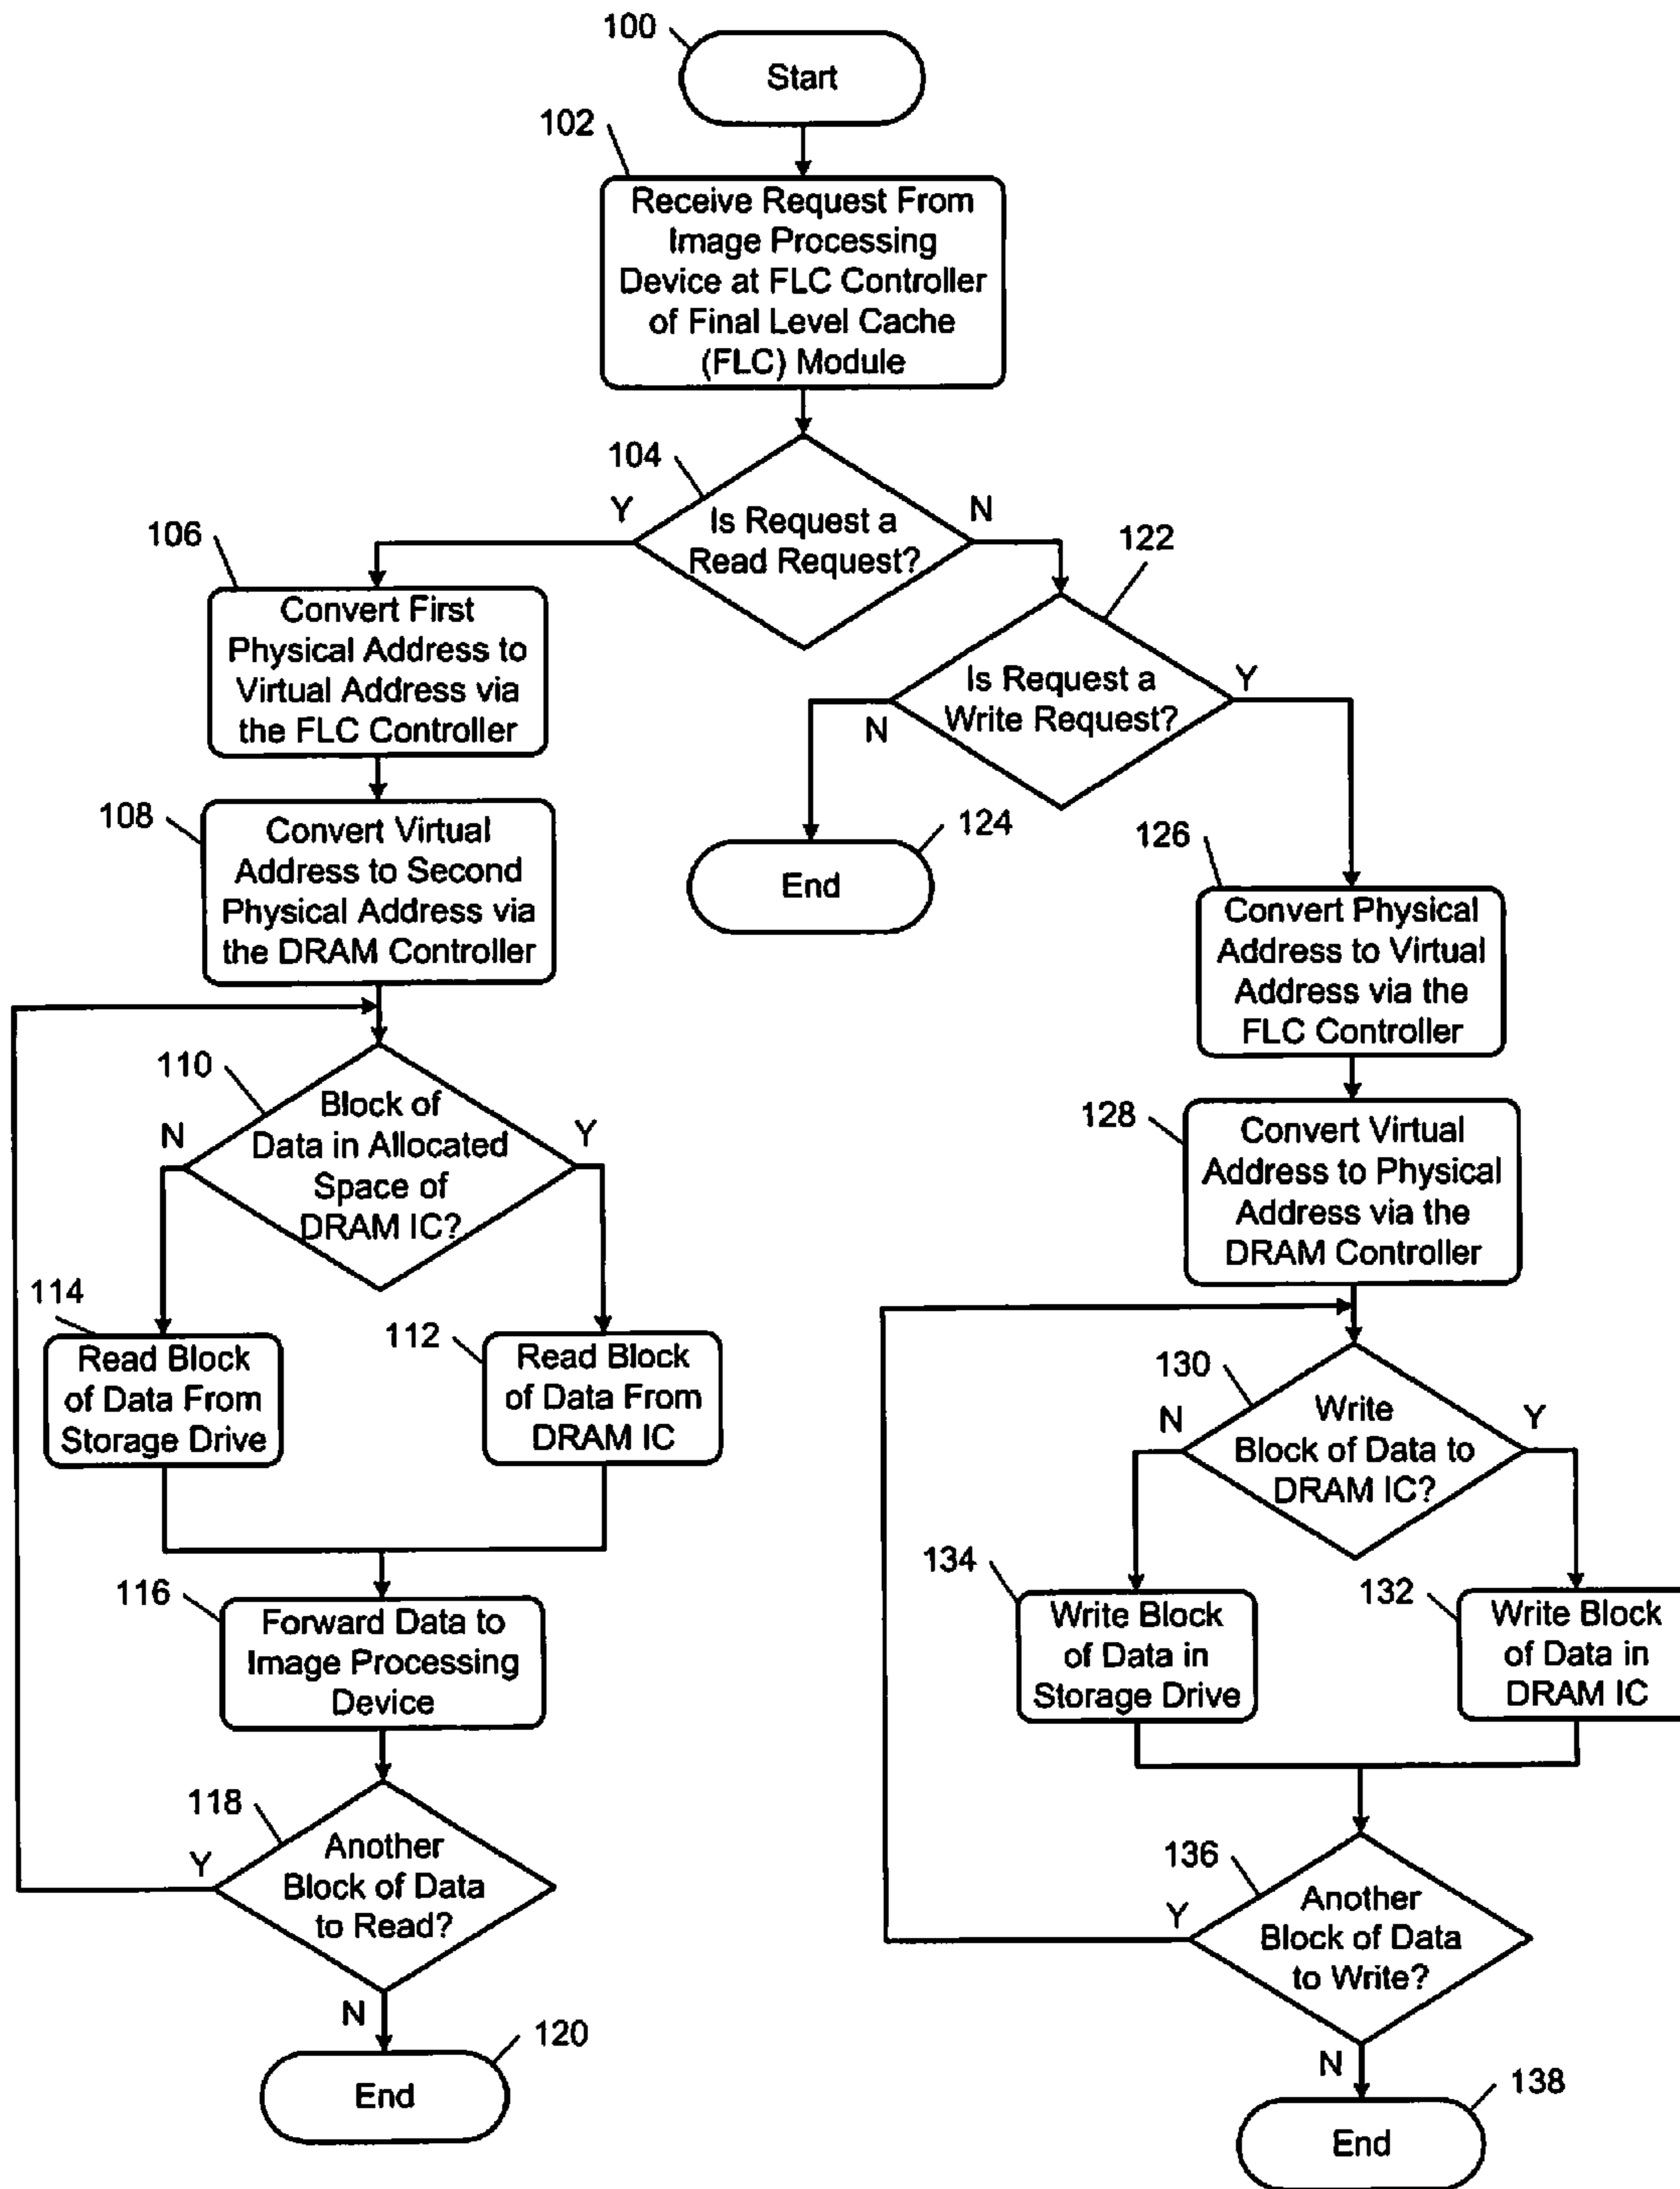 100
Start
102
Receive Request From
Image Processing
Device at FLC Controller
of Final Level Cache
(FLC) Module
104
Y
N
Is Request a
Read Request?
106
Convert First
Physical Address to
Virtual Address via
the FLC Controller
108
Convert Virtual
Address to Second
Physical Address via
the DRAM Controller
110
N
Y
Block of
Data in Allocated
Space of
DRAM IC?
114
Read Block
of Data From
Storage Drive
112
Read Block
of Data From
DRAM IC
116
Forward Data to
Image Processing
Device
118
Y
Another
Block of Data
to Read?
N
120
End
122
Is Request a
Write Request?
Y
N
124
End
126
Convert Physical
Address to Virtual
Address via the
FLC Controller
128
Convert Virtual
Address to Physical
Address via the
DRAM Controller
130
N
Y
Write
Block of Data to
DRAM IC?
134
Write Block
of Data in
Storage Drive
132
Write Block
of Data in
DRAM IC
136
Y
Another
Block of Data
to Write?
N
138
End